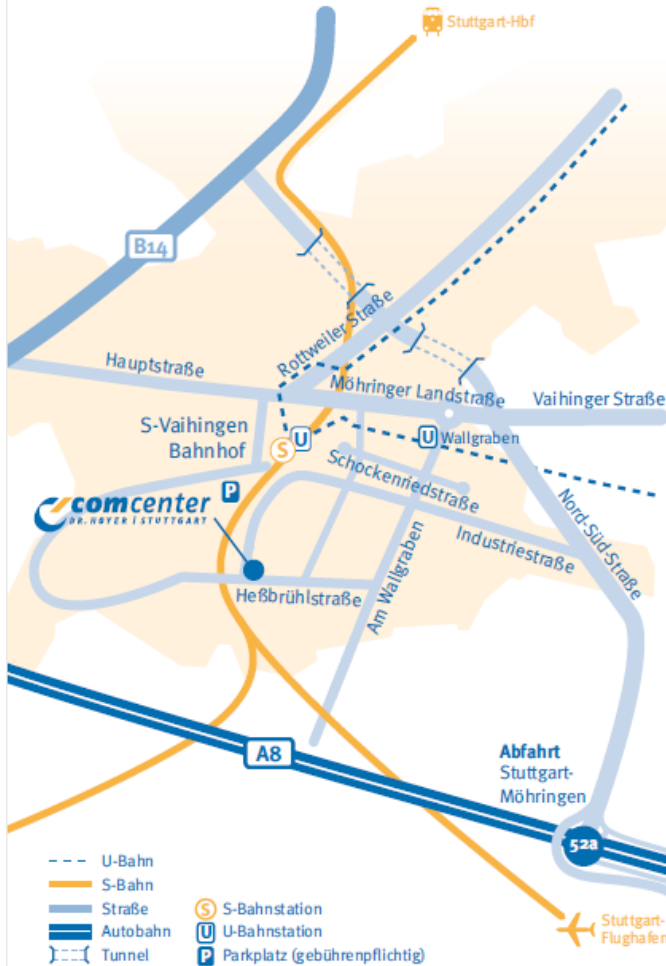 Stuttgart-Hbf
B14
Rottweiler Straße
Hauptstraße
Möhringer Landstraße
Vaihinger Straße
S-Vaihingen
Bahnhof
U
S
U Wallgraben
Schockenriedstraße
P
comcenter
DR. HØYER | STUTTGART
Nord-Süd-Straße
Industriestraße
Am Wallgraben
Heßbrühlstraße
A8
Abfahrt
Stuttgart-
Möhringen
52a
U-Bahn
S-Bahn
Straße
S S-Bahnstation
Autobahn
U U-Bahnstation
Tunnel
P Parkplatz (gebührenpflichtig)
Stuttgart-
Flughafen